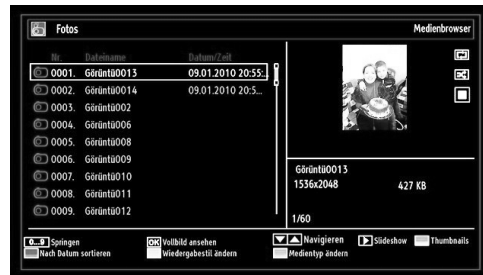 Fotos Medienbrowser
Nr. Dateiname Datum/Zeit
0001. Görüntü0013 09.01.2010 20:55:..
0002. Görüntü0014 09.01.2010 20:5...
0003. Görüntü002
0004. Görüntü006
0005. Görüntü008
0006. Görüntü009
0007. Görüntü010
0008. Görüntü011
0009. Görüntü012
Görüntü0013
1536x2048 427 KB
1/60
0...9 Springen OK Vollbild ansehen Navigieren Slideshow Thumbnails
Nach Datum sortieren Wiedergabestil ändern Medientyp ändern